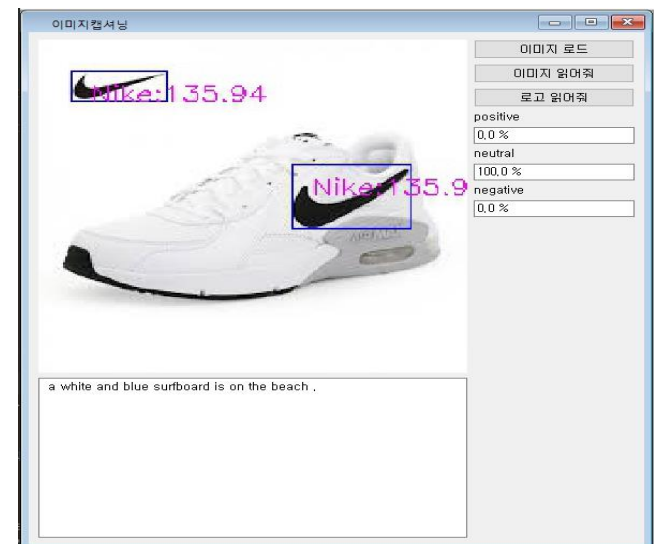 이미지캡셔닝
이미지 로드
이미지 읽어줘
로고 읽어줘
positive
0.0 %
neutral
100.0 %
negative
0.0 %
Nike:135.94
Nike:135.9
a white and blue surfboard is on the beach .